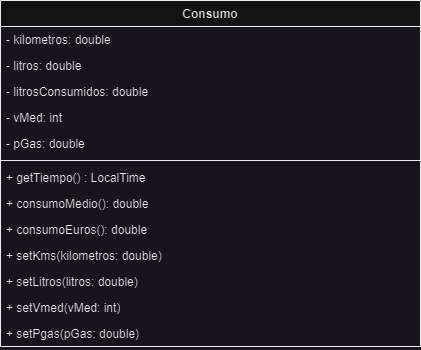 Consumo
- kilometros: double
- litros: double
- litrosConsumidos: double
- vMed: int
- pGas: double
+ getTiempo() : LocalTime
+ consumoMedio(): double
+ consumoEuros(): double
+ setKms(kilometros: double)
+ setLitros(litros: double)
+ setVmed(vMed: int)
+ setPgas(pGas: double)